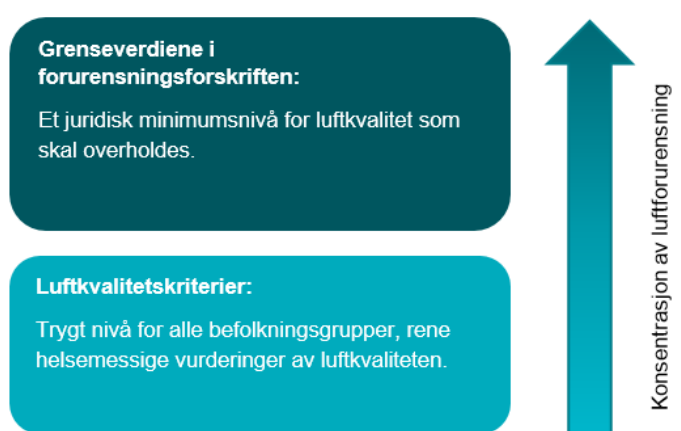 Grenseverdiene i
forurensningsforskriften:
Et juridisk minimumsnivå for luftkvalitet som
skal overholdes.
Luftkvalitetskriterier:
Trygt nivå for alle befolkningsgrupper, rene
helsemessige vurderinger av luftkvaliteten.
Konsentrasjon av luftforurensning